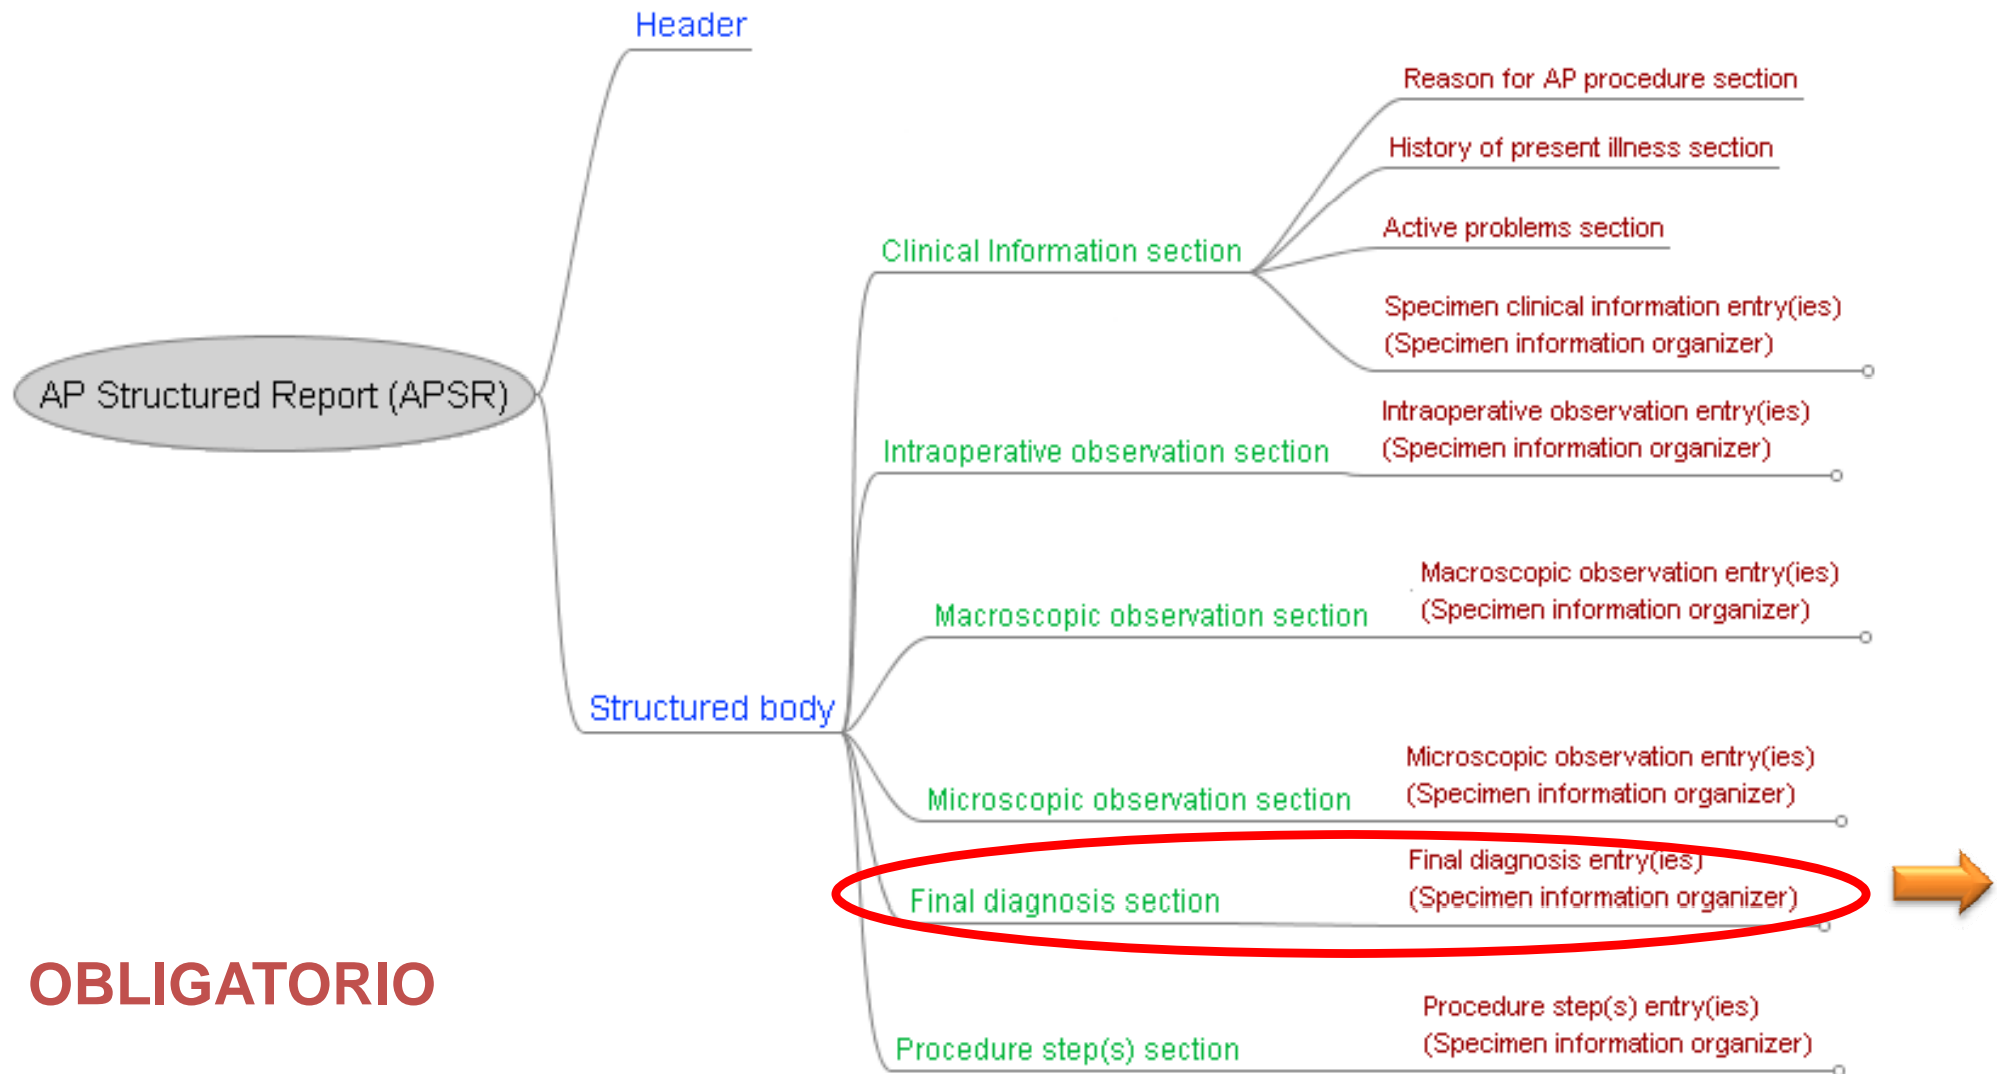 Header
Reason for AP procedure section
History of present illness section
Active problems section
Clinical Information section
Specimen clinical information entry(ies)
(Specimen information organizer)
AP Structured Report (APSR)
Intraoperative observation entry(ies)
(Specimen information organizer)
Intraoperative observation section
Macroscopic observation entry(ies)
(Specimen information organizer)
Macroscopic observation section
Structured body
Microscopic observation entry(ies)
(Specimen information organizer)
Microscopic observation section
Final diagnosis entry(ies)
(Specimen information organizer)
Final diagnosis section
OBLIGATORIO
Procedure step(s) entry(ies)
(Specimen information organizer)
Procedure step(s) section